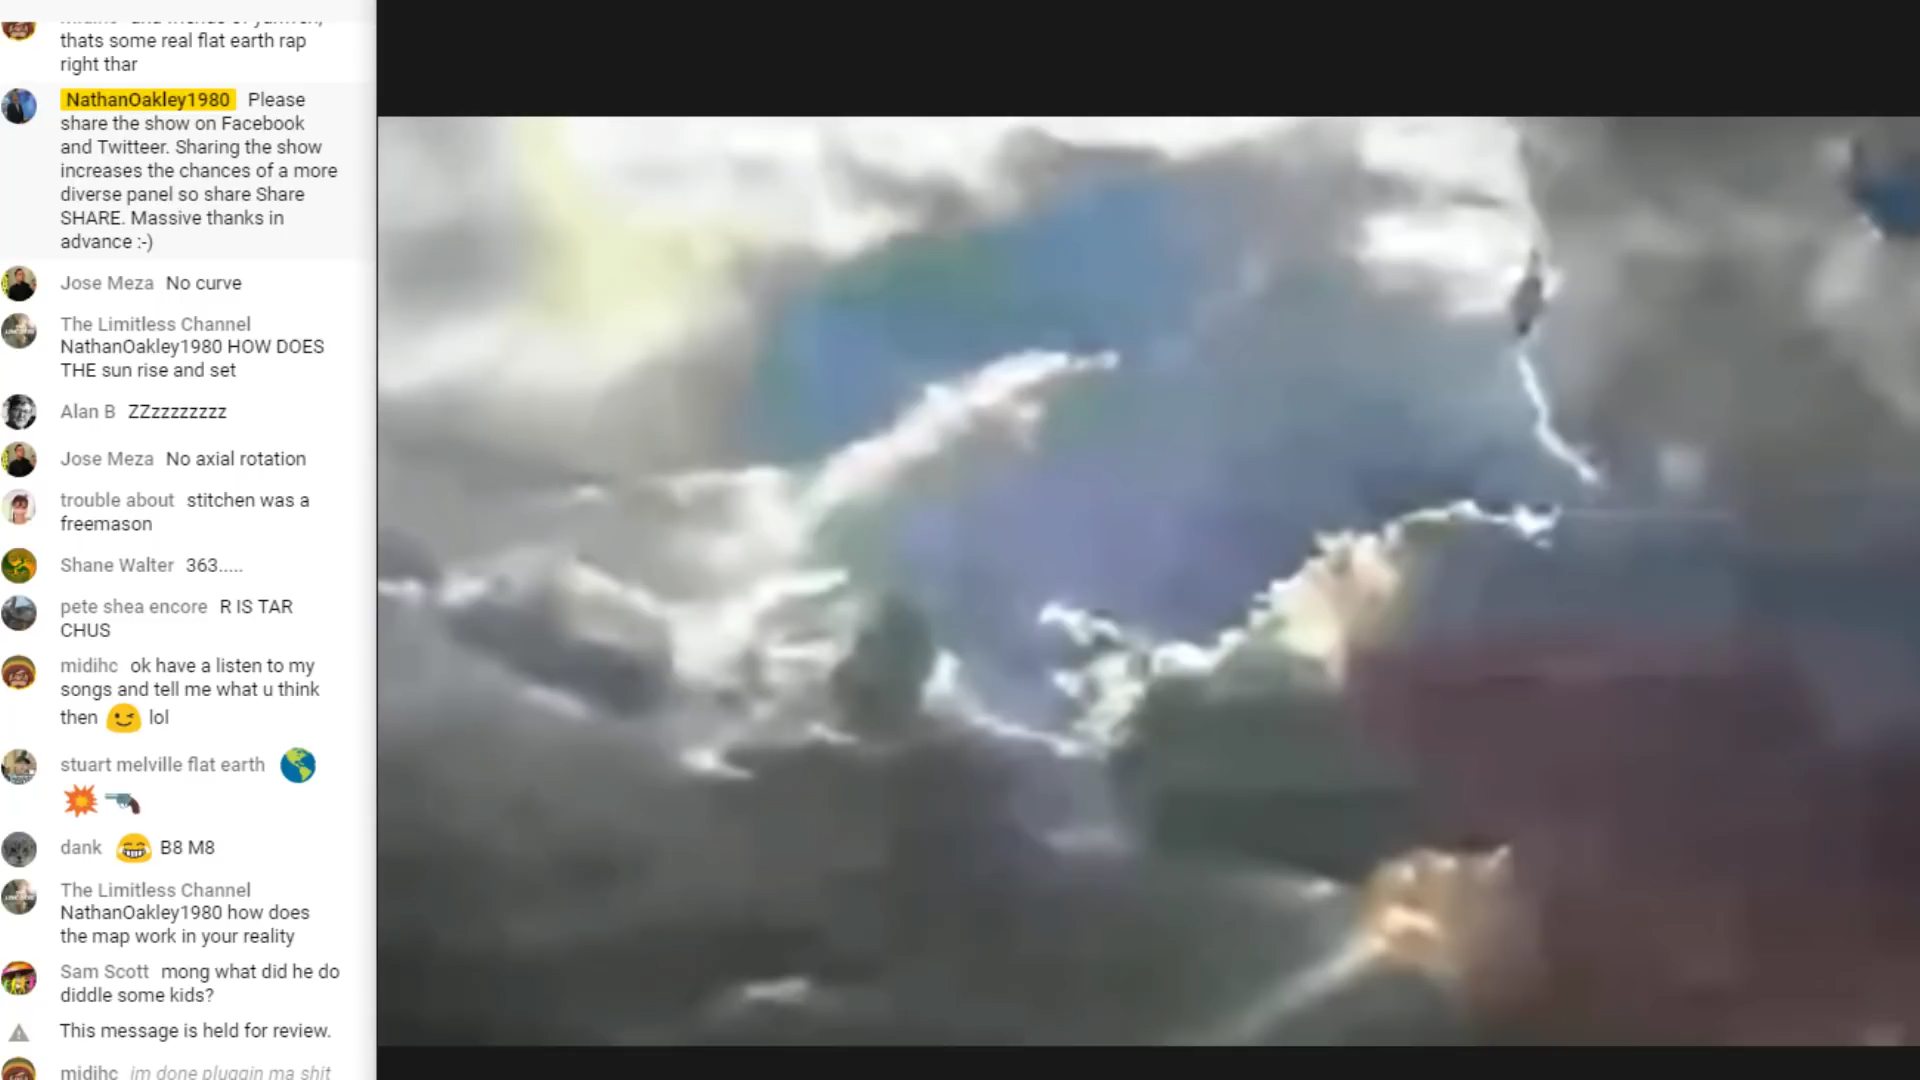 thats some real flat earth rap
right thar
NathanOakley1980 Please
share the show on Facebook
and Twitteer. Sharing the show
increases the chances of a more
diverse panel so share Share
SHARE. Massive thanks in
advance :-)
Jose Meza No curve
The Limitless Channel
NathanOakley1980 HOW DOES
THE sun rise and set
Alan B ZZzzzzzzzz
Jose Meza No axial rotation
trouble about stitchen was a
freemason
Shane Walter 363.....
pete shea encore R IS TAR
CHUS
midihc ok have a listen to my
songs and tell me what u think
then 😉 lol
stuart melville flat earth 🌎
💥🔫
dank 😂 B8 M8
The Limitless Channel
NathanOakley1980 how does
the map work in your reality
Sam Scott mong what did he do
diddle some kids?
This message is held for review.
midihc im done pluggin ma shit